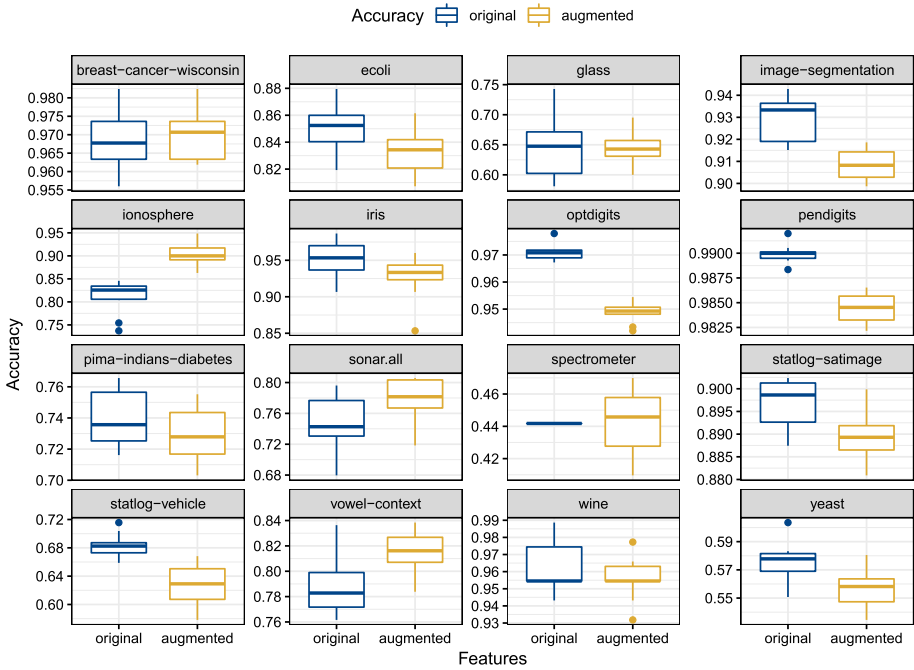 Accuracy original augmented
breast−cancer−wisconsin ecoli glass image−segmentation
0.980 0.975 0.970 0.965 0.960 0.955
0.88 0.84 0.82
0.75 0.70 0.65 0.60
0.94 0.93 0.91 0.90
ionosphere iris optdigits pendigits
0.95 0.90 0.85 0.80 0.75
0.95 0.90 0.85
0.97 0.95
0.9900 0.9875 0.9850 0.9825
Accuracy
pima−indians−diabetes sonar.all spectrometer statlog−satimage
0.76 0.74 0.72 0.70
0.80 0.76 0.72 0.68
0.46 0.44 0.42
0.900 0.895 0.890 0.885 0.880
statlog−vehicle vowel−context wine yeast
0.72 0.68 0.64 0.60
0.84 0.82 0.80 0.78 0.76
0.99 0.98 0.96 0.95 0.94 0.93
0.59 0.57 0.55
original augmented original augmented original augmented original augmented
Features